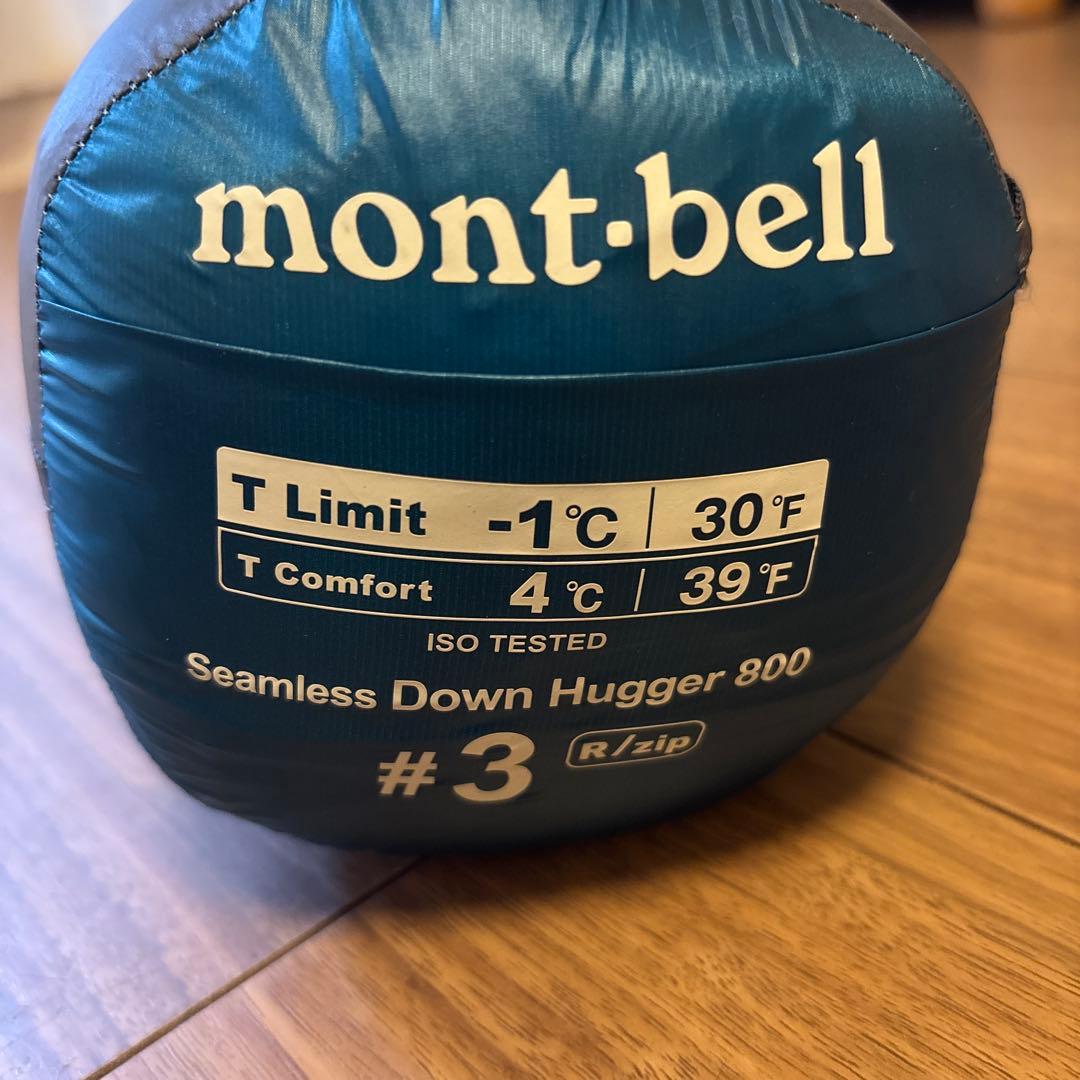 mont·bell
T Limit -1℃ | 30℉
T Comfort 4℃ | 39℉
ISO TESTED
Seamless Down Hugger 800
#3 R/zip